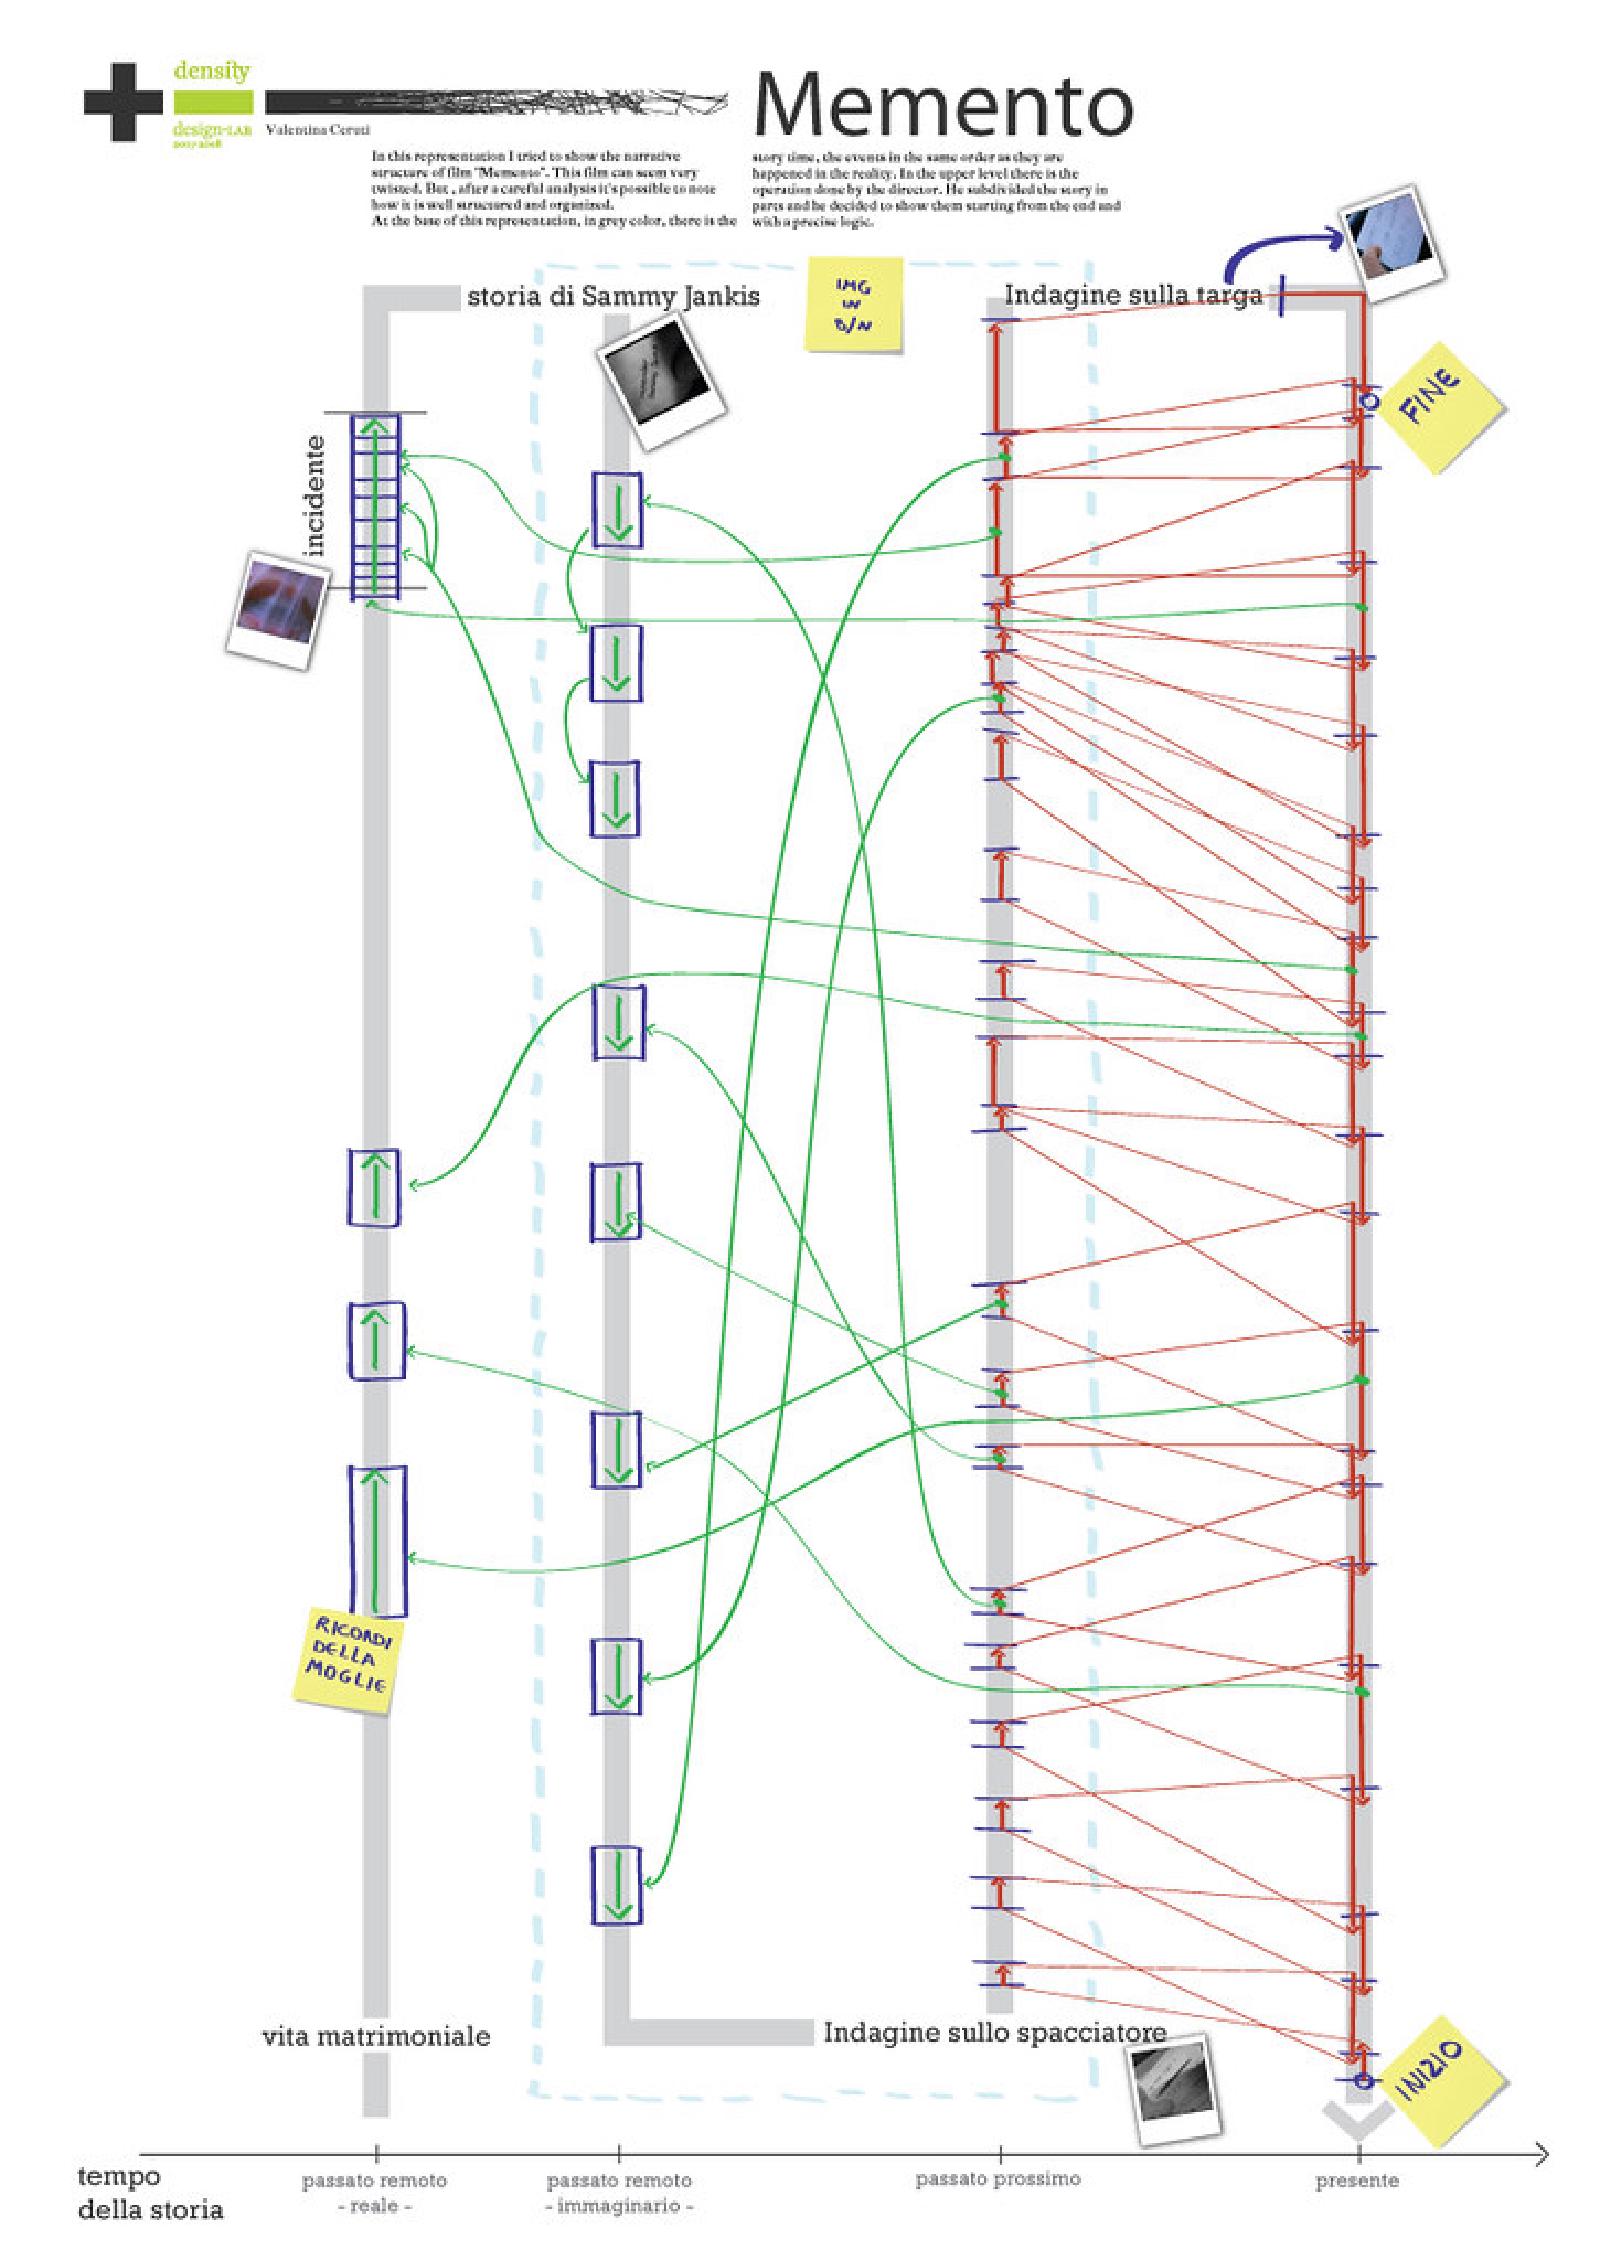 density
Memento
design-LAB
2017 2018
Valentina Ceruti
In this representation I tried to show the narrative
structure of film "Memento". This film can seem very
twisted. But , after a careful analysis it's possible to note
how it is well structured and organized.
At the base of this representation, in grey color, there is the
story time, the events in the same order as they are
happened in the reality. In the upper level there is the
operation done by the director. He subdivided the story in
parts and he decided to show them starting from the end and
with a precise logic.
storia di Sammy Jankis
IMG
IN
B/N
Indagine sulla targa
FINE
incidente
RICORDI
DELLA
MOGLIE
vita matrimoniale
Indagine sullo spacciatore
INIZIO
tempo
della storia
passato remoto
- reale -
passato remoto
- immaginario -
passato prossimo
presente